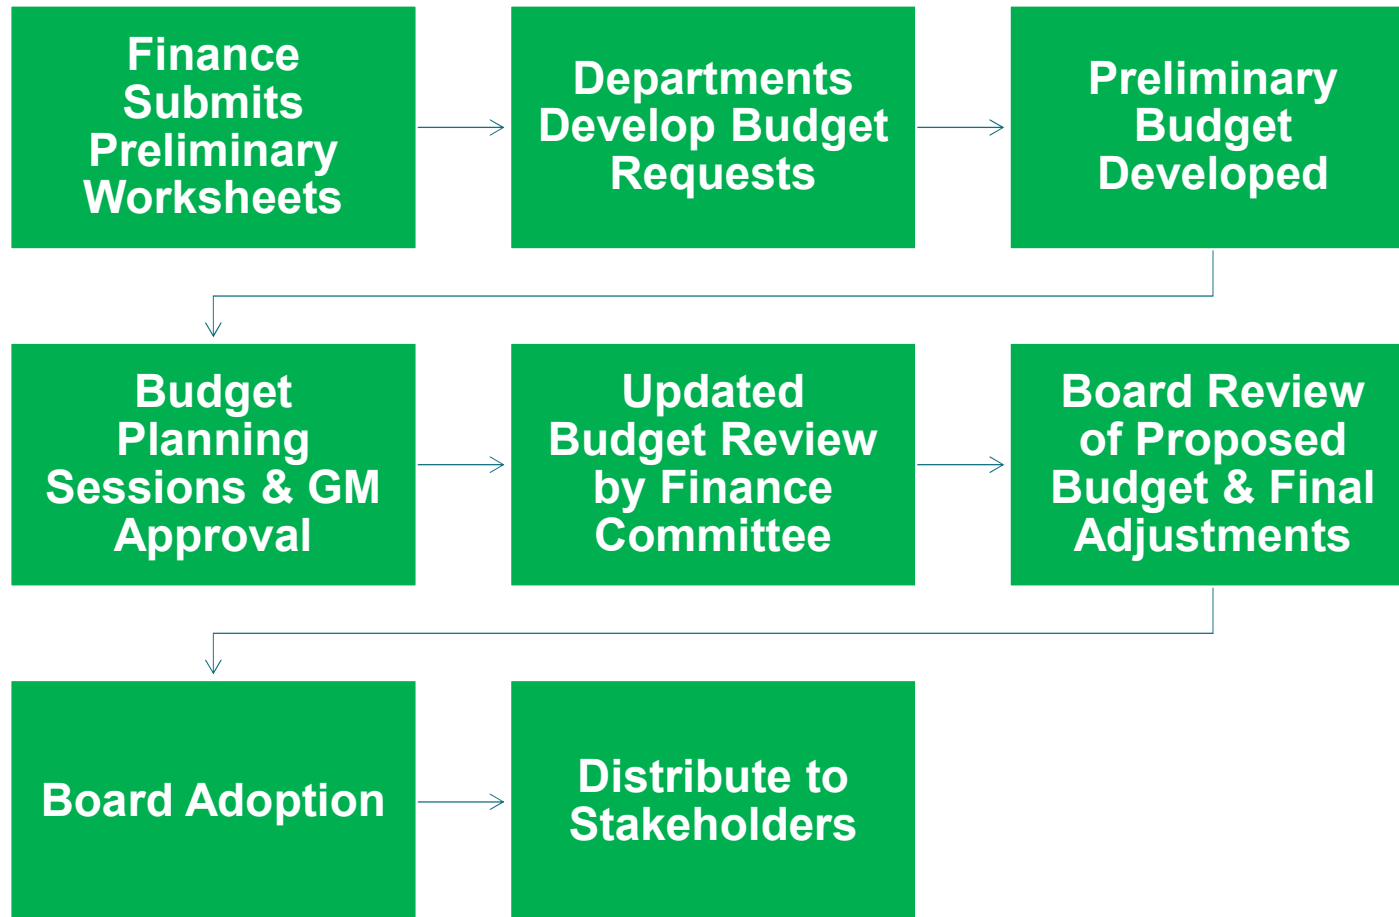 Finance
Submits
Preliminary
Worksheets
Departments
Develop Budget
Requests
Preliminary
Budget
Developed
Budget
Planning
Sessions & GM
Approval
Updated
Budget Review
by Finance
Committee
Board Review
of Proposed
Budget & Final
Adjustments
Board Adoption
Distribute to
Stakeholders